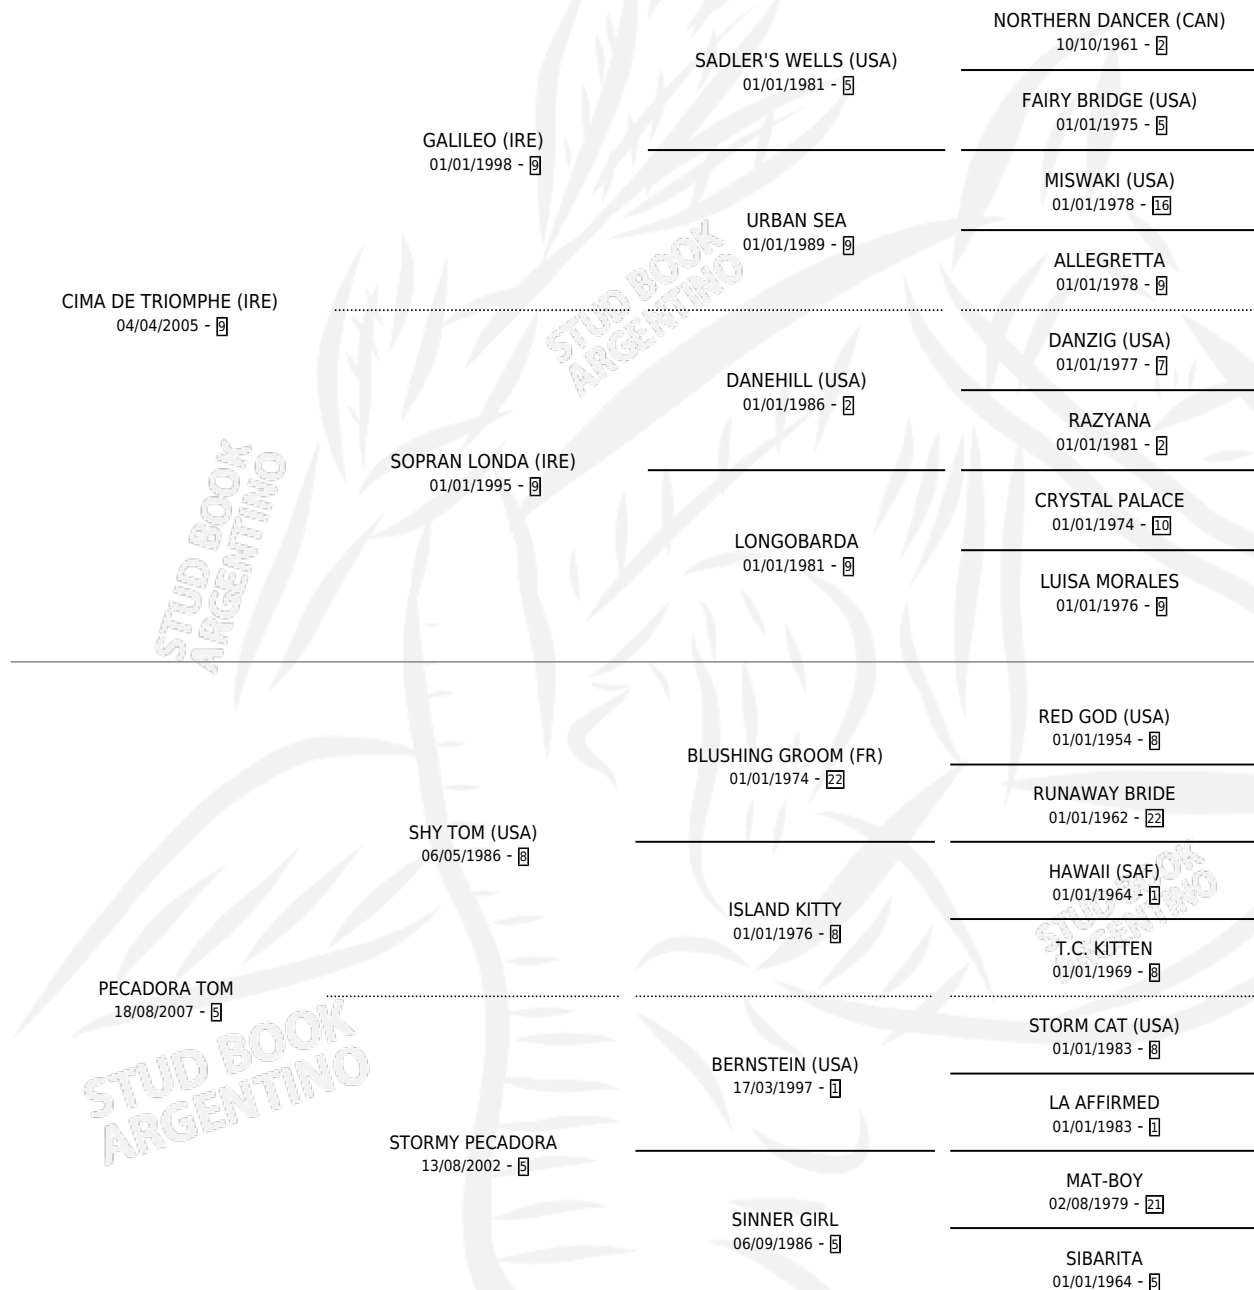 NORTHERN DANCER (CAN)
10/10/1961 - 2
SADLER'S WELLS (USA)
01/01/1981 - 5
FAIRY BRIDGE (USA)
01/01/1975 - 5
GALILEO (IRE)
01/01/1998 - 9
MISWAKI (USA)
01/01/1978 - 16
URBAN SEA
01/01/1989 - 9
ALLEGRETTA
01/01/1978 - 9
CIMA DE TRIOMPHE (IRE)
04/04/2005 - 9
STUD BOOK
ARGENTINO
DANZIG (USA)
01/01/1977 - 7
DANEHILL (USA)
01/01/1986 - 2
RAZYANA
01/01/1981 - 2
SOPRAN LONDA (IRE)
01/01/1995 - 9
CRYSTAL PALACE
01/01/1974 - 10
LONGOBARDA
01/01/1981 - 9
LUISA MORALES
01/01/1976 - 9
STUD BOOK
ARGENTINO
RED GOD (USA)
01/01/1954 - 8
BLUSHING GROOM (FR)
01/01/1974 - 22
RUNAWAY BRIDE
01/01/1962 - 22
SHY TOM (USA)
06/05/1986 - 8
HAWAII (SAF)
01/01/1964 - 1
ISLAND KITTY
01/01/1976 - 8
STUD BOOK
ARGENTINO
T.C. KITTEN
01/01/1969 - 8
PECADORA TOM
18/08/2007 - 5
STUD BOOK
ARGENTINO
STORM CAT (USA)
01/01/1983 - 8
BERNSTEIN (USA)
17/03/1997 - 1
LA AFFIRMED
01/01/1983 - 1
STORMY PECADORA
13/08/2002 - 5
MAT-BOY
02/08/1979 - 21
SINNER GIRL
06/09/1986 - 5
SIBARITA
01/01/1964 - 5